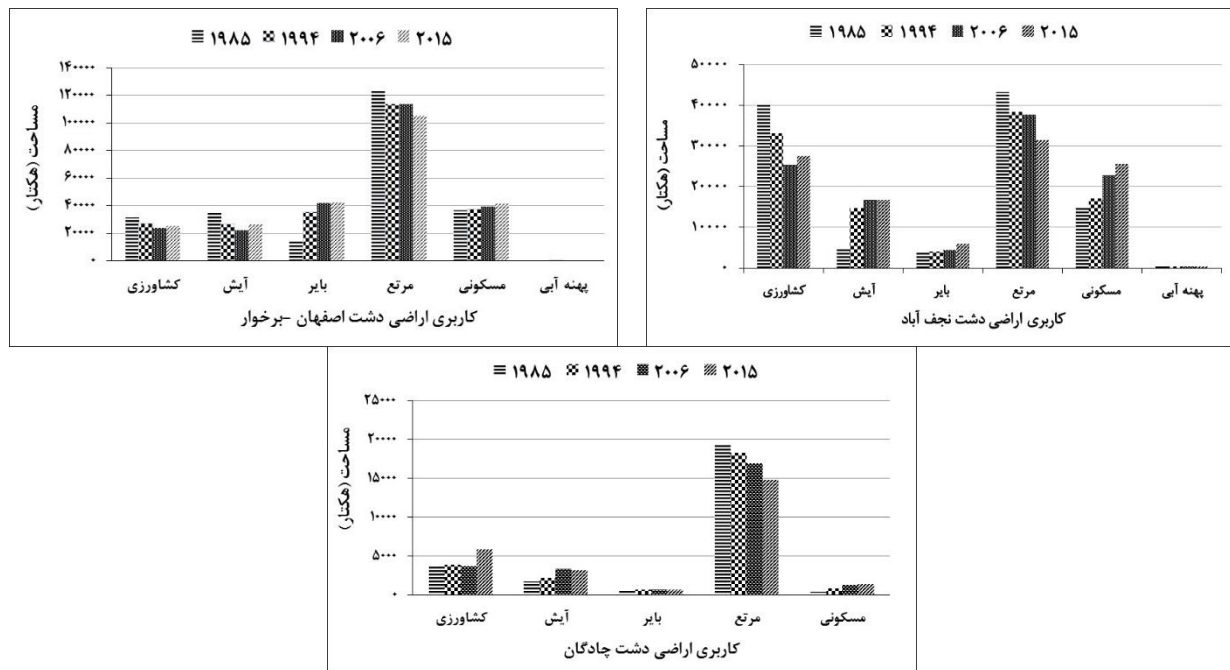 ۱۹۸۵ ۱۹۹۴ ۲۰۰۶ ۲۰۱۵
مساحت (هکتار)
۱۴۰۰۰۰
۱۲۰۰۰۰
۱۰۰۰۰۰
۸۰۰۰۰
۶۰۰۰۰
۴۰۰۰۰
۲۰۰۰۰
۰
کشاورزی آیش بایر مرتع مسکونی پهنه آبی
کاربری اراضی دشت اصفهان -برخوار
۱۹۸۵ ۱۹۹۴ ۲۰۰۶ ۲۰۱۵
مساحت (هکتار)
۵۰۰۰۰
۴۰۰۰۰
۳۰۰۰۰
۲۰۰۰۰
۱۰۰۰۰
۰
کشاورزی آیش بایر مرتع مسکونی پهنه آبی
کاربری اراضی دشت نجف آباد
۱۹۸۵ ۱۹۹۴ ۲۰۰۶ ۲۰۱۵
مساحت (هکتار)
۲۵۰۰۰
۲۰۰۰۰
۱۵۰۰۰
۱۰۰۰۰
۵۰۰۰
۰
کشاورزی آیش بایر مرتع مسکونی
کاربری اراضی دشت چادگان